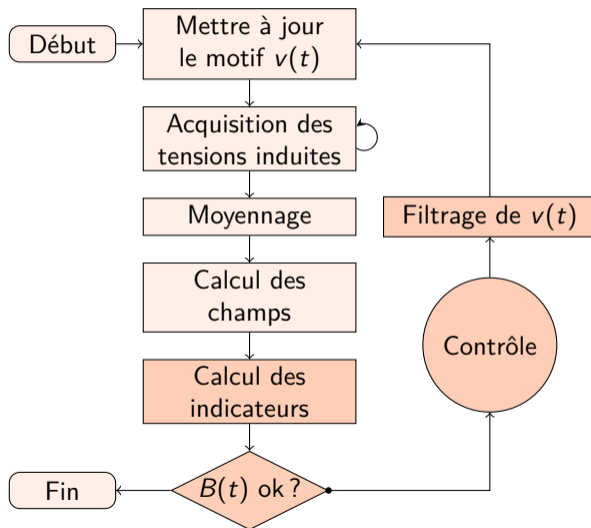 Début
Mettre à jour
le motif v(t)
Acquisition des
tensions induites
Moyennage
Filtrage de v(t)
Calcul des
champs
Contrôle
Calcul des
indicateurs
B(t) ok ?
Fin